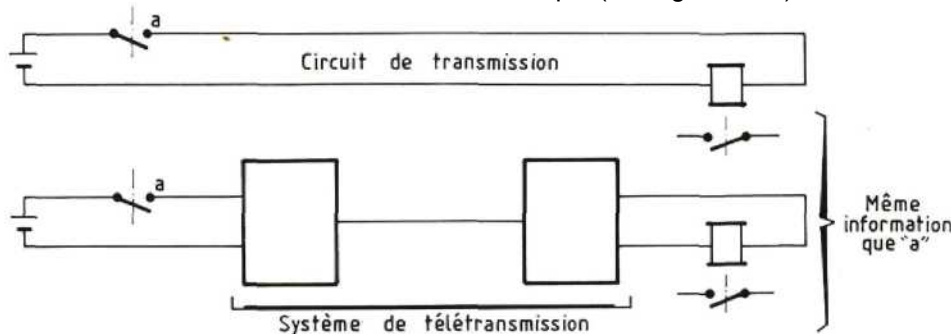 a
Circuit de transmission
a
Même
information
que "a"
Système de télétransmission